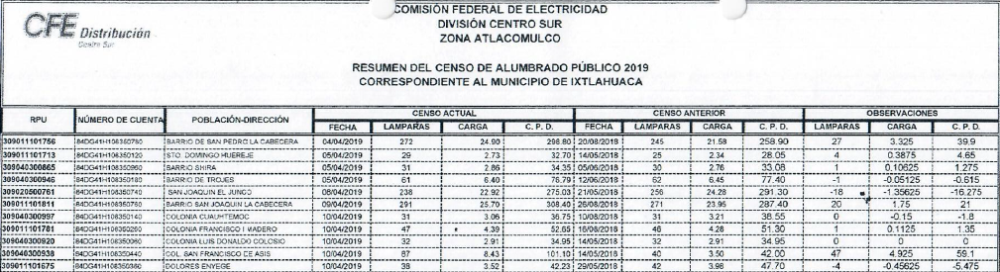 COMISIÓN FEDERAL DE ELECTRICIDAD
DIVISIÓN CENTRO SUR
ZONA ATLACOMULCO
CFE Distribución
Centro Sur
RESUMEN DEL CENSO DE ALUMBRADO PÚBLICO 2019
CORRESPONDIENTE AL MUNICIPIO DE IXTLAHUACA
RPU NÚMERO DE CUENTA POBLACIÓN-DIRECCIÓN CENSO ACTUAL CENSO ANTERIOR OBSERVACIONES
FECHA LAMPARAS CARGA C. P. D. FECHA LAMPARAS CARGA C. P. D. LAMPARAS CARGA C. P. D.
309011101756 84DG41H108350780 BARRIO DE SAN PEDRO LA CABECERA 04/04/2019 272 24.90 298.80 20/08/2018 245 21.58 258.90 27 3.325 39.9
309011101713 84DG41H108350725 STO. DOMINGO HUEREJE 05/04/2019 29 2.73 32.70 14/05/2018 25 2.34 28.05 4 0.3875 4.65
309040300865 84DG41H108350960 BARRIO SHIRA 05/04/2019 31 2.86 34.35 05/06/2018 30 2.76 33.08 1 0.10625 1.275
309040300946 84DG41H108350180 BARRIO DE TROJES 05/04/2019 61 6.40 76.79 12/06/2018 62 6.45 77.40 -1 -0.05125 -0.615
309020500761 84DG41H108350740 SAN JOAQUIN EL JUNCO 08/04/2019 238 22.92 275.03 21/05/2018 256 24.28 291.30 -18 -1.35625 -16.275
309011101811 84DG41H108350760 BARRIO SAN JOAQUIN LA CABECERA 09/04/2019 291 25.70 308.40 26/08/2018 271 23.95 287.40 20 1.75 21
309040300997 84DG41H108350140 COLONIA CUAUHTEMOC 10/04/2019 31 3.06 36.75 10/08/2018 31 3.21 38.55 0 -0.15 -1.8
309011101781 84DG41H108350260 COLONIA FRANCISCO I MADERO 10/04/2019 47 4.39 52.65 16/08/2018 46 4.28 51.30 1 0.1125 1.35
309040300920 84DG41H108350060 COLONIA LUIS DONALDO COLOSIO 10/04/2019 32 2.91 34.95 14/05/2018 32 2.91 34.95 0 0 0
309040300938 84DG41H108350440 COL. SAN FRANCISCO DE ASIS 10/04/2019 87 8.43 101.10 14/05/2018 40 3.50 42.00 47 4.925 59.1
309011101675 84DG41H108350380 DOLORES ENYEGE 10/04/2019 38 3.52 42.23 29/05/2018 42 3.98 47.70 -4 -0.45625 -5.475